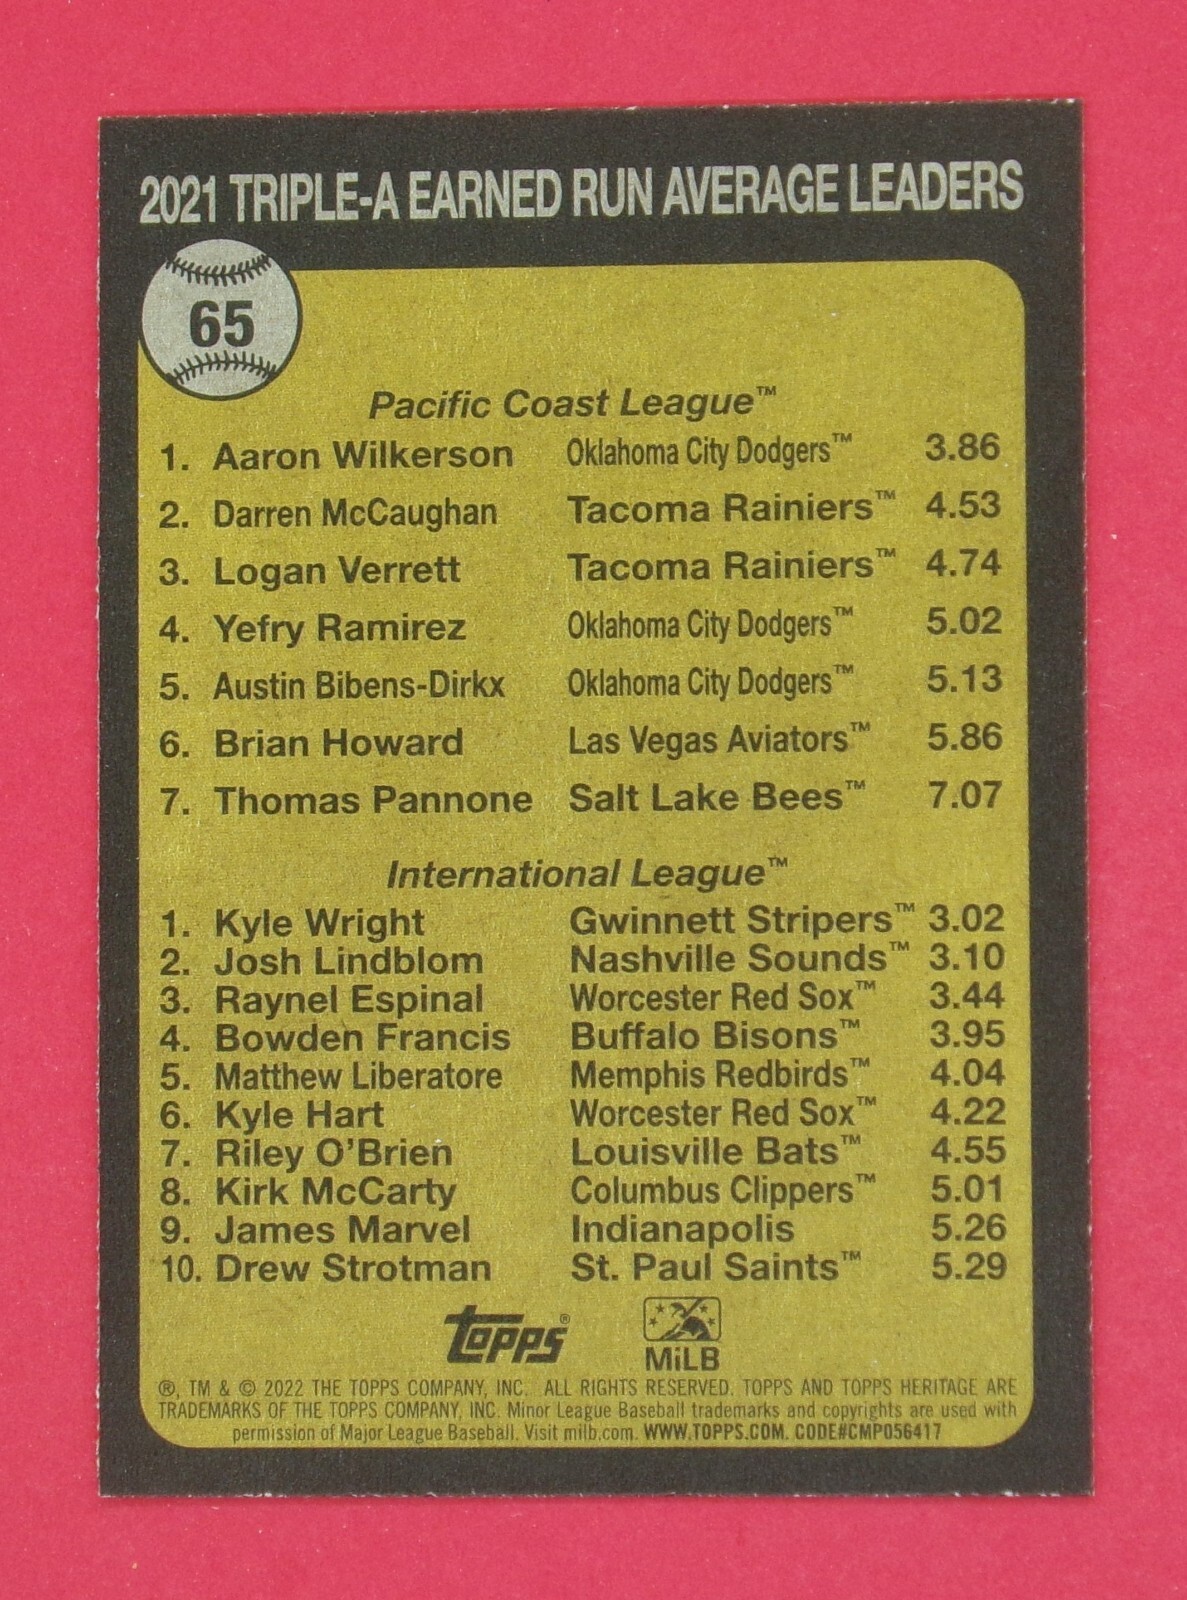 2021 TRIPLE-A EARNED RUN AVERAGE LEADERS
65
Pacific Coast League™
1. Aaron Wilkerson Oklahoma City Dodgers™ 3.86
2. Darren McCaughan Tacoma Rainiers™ 4.53
3. Logan Verrett Tacoma Rainiers™ 4.74
4. Yefry Ramirez Oklahoma City Dodgers™ 5.02
5. Austin Bibens-Dirkx Oklahoma City Dodgers™ 5.13
6. Brian Howard Las Vegas Aviators™ 5.86
7. Thomas Pannone Salt Lake Bees™ 7.07
International League™
1. Kyle Wright Gwinnett Stripers™ 3.02
2. Josh Lindblom Nashville Sounds™ 3.10
3. Raynel Espinal Worcester Red Sox™ 3.44
4. Bowden Francis Buffalo Bisons™ 3.95
5. Matthew Liberatore Memphis Redbirds™ 4.04
6. Kyle Hart Worcester Red Sox™ 4.22
7. Riley O'Brien Louisville Bats™ 4.55
8. Kirk McCarty Columbus Clippers™ 5.01
9. James Marvel Indianapolis 5.26
10. Drew Strotman St. Paul Saints™ 5.29
Topps® MiLB
®, TM & © 2022 THE TOPPS COMPANY, INC. ALL RIGHTS RESERVED. TOPPS AND TOPPS HERITAGE ARE
TRADEMARKS OF THE TOPPS COMPANY, INC. Minor League Baseball trademarks and copyrights are used with
permission of Major League Baseball. Visit milb.com. WWW.TOPPS.COM. CODE#CMP056417